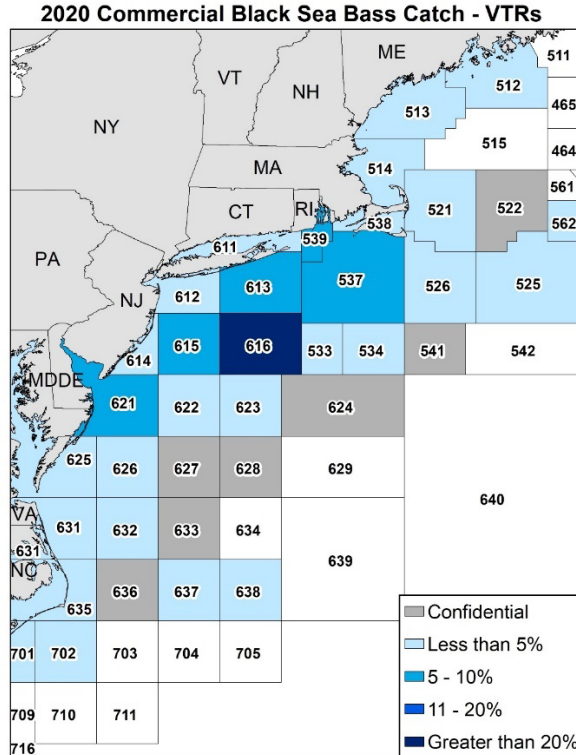 2020 Commercial Black Sea Bass Catch - VTRs
ME
511
VT
512
NH
465
513
NY
515
464
MA
514
561
CT
RI
521
522
562
538
539
611
PA
613
537
526
525
NJ
612
614
615
616
533
534
541
542
MD
DE
621
622
623
624
625
626
627
628
629
640
VA
631
632
633
634
631
639
NC
635
636
637
638
701
702
703
704
705
709
710
711
716
Confidential
Less than 5%
5 - 10%
11 - 20%
Greater than 20%